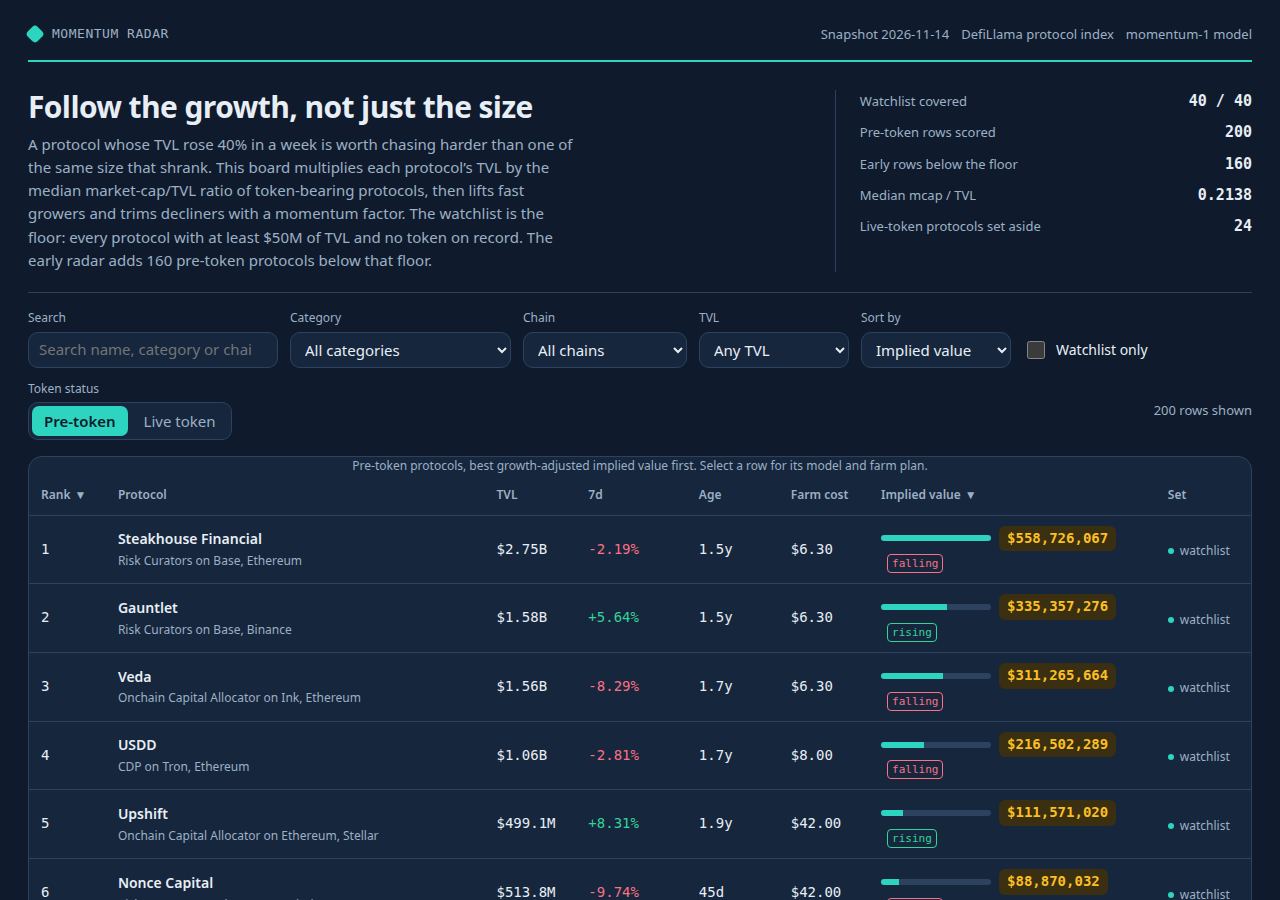 MOMENTUM RADAR
Snapshot 2026-11-14 DefiLlama protocol index momentum-1 model
Follow the growth, not just the size
A protocol whose TVL rose 40% in a week is worth chasing harder than one of
the same size that shrank. This board multiplies each protocol’s TVL by the
median market-cap/TVL ratio of token-bearing protocols, then lifts fast
growers and trims decliners with a momentum factor. The watchlist is the
floor: every protocol with at least $50M of TVL and no token on record. The
early radar adds 160 pre-token protocols below that floor.
Watchlist covered 40 / 40
Pre-token rows scored 200
Early rows below the floor 160
Median mcap / TVL 0.2138
Live-token protocols set aside 24
Search Category Chain TVL Sort by
Search name, category or chai All categories All chains Any TVL Implied value Watchlist only
Token status
Pre-token Live token
200 rows shown
Pre-token protocols, best growth-adjusted implied value first. Select a row for its model and farm plan.
Rank ▼ Protocol TVL 7d Age Farm cost Implied value ▼ Set
1 Steakhouse Financial $2.75B -2.19% 1.5y $6.30 $558,726,067 watchlist
Risk Curators on Base, Ethereum falling
2 Gauntlet $1.58B +5.64% 1.5y $6.30 $335,357,276 watchlist
Risk Curators on Base, Binance rising
3 Veda $1.56B -8.29% 1.7y $6.30 $311,265,664 watchlist
Onchain Capital Allocator on Ink, Ethereum falling
4 USDD $1.06B -2.81% 1.7y $8.00 $216,502,289 watchlist
CDP on Tron, Ethereum falling
5 Upshift $499.1M +8.31% 1.9y $42.00 $111,571,020 watchlist
Onchain Capital Allocator on Ethereum, Stellar rising
6 Nonce Capital $513.8M -9.74% 45d $42.00 $88,870,032 watchlist